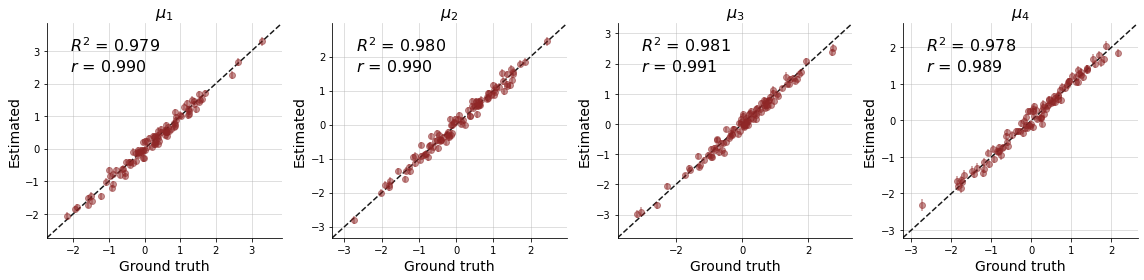 μ₁
R² = 0.979
r = 0.990
3
2
1
0
−1
−2
Estimated
−2 −1 0 1 2 3
Ground truth
μ₂
R² = 0.980
r = 0.990
2
1
0
−1
−2
−3
Estimated
−3 −2 −1 0 1 2
Ground truth
μ₃
R² = 0.981
r = 0.991
3
2
1
0
−1
−2
−3
Estimated
−2 0 2
Ground truth
μ₄
R² = 0.978
r = 0.989
2
1
0
−1
−2
−3
Estimated
−3 −2 −1 0 1 2
Ground truth